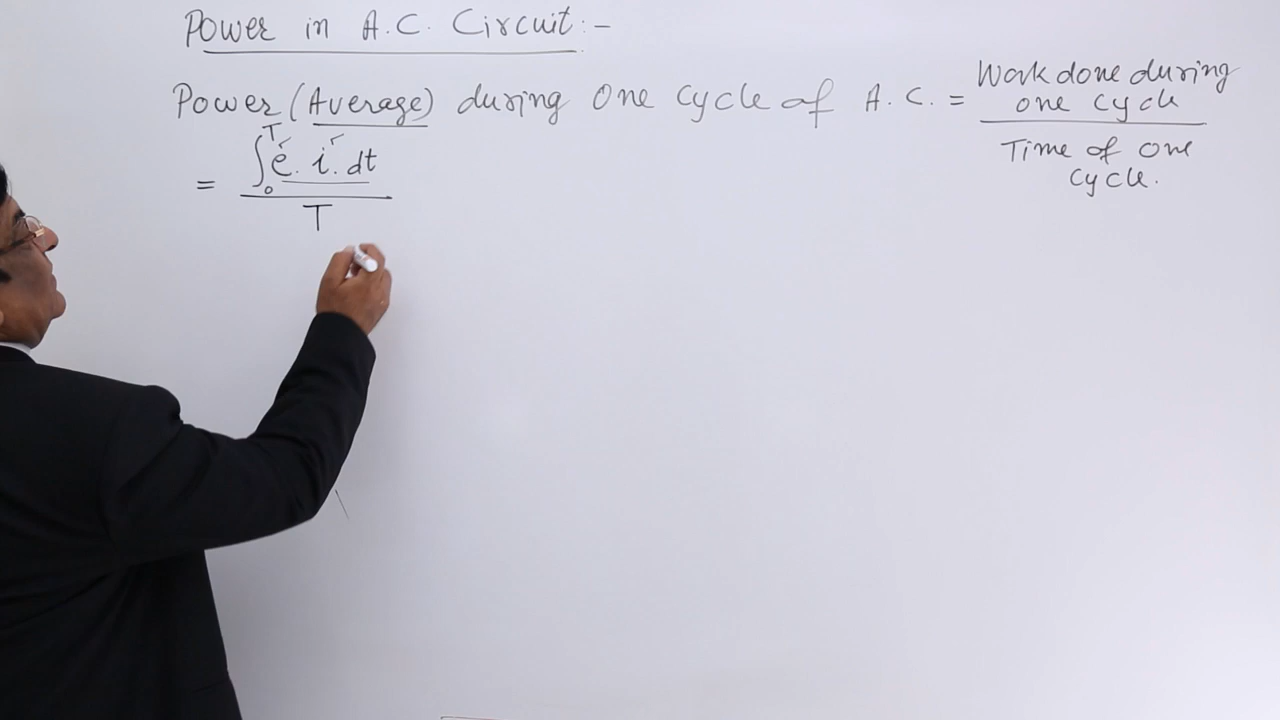 Power in A.C. Circuit:-
Power (Average) during One Cycle of A.C. = Work done during one cycle / Time of one cycle.
= ∫₀ᵀ e. i. dt / T